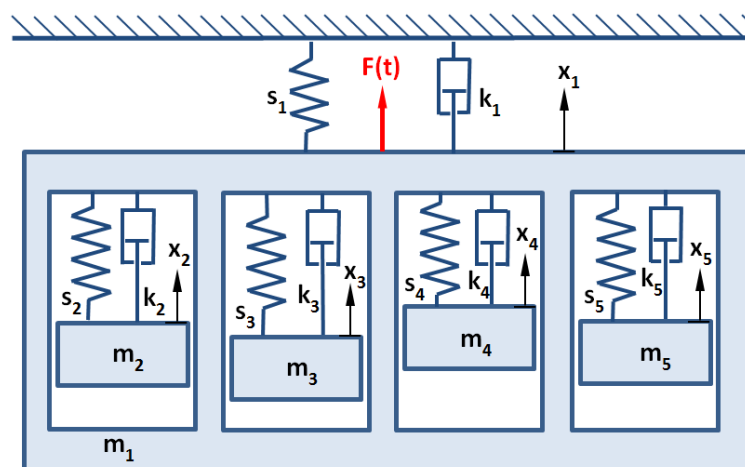 F(t)
x₁
s₁
k₁
x₂
x₃
x₄
x₅
s₂
k₂
s₃
k₃
s₄
k₄
s₅
k₅
m₂
m₃
m₄
m₅
m₁